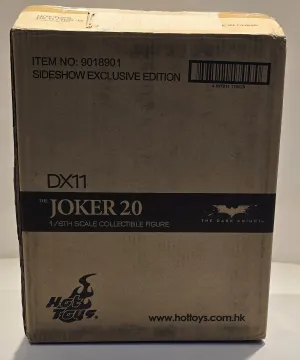 ITEM NO: 9018901
SIDESHOW EXCLUSIVE EDITION
DX11
THE JOKER 2.0
1/6TH SCALE COLLECTIBLE FIGURE
THE DARK KNIGHT
Hot
Toys
www.hottoys.com.hk